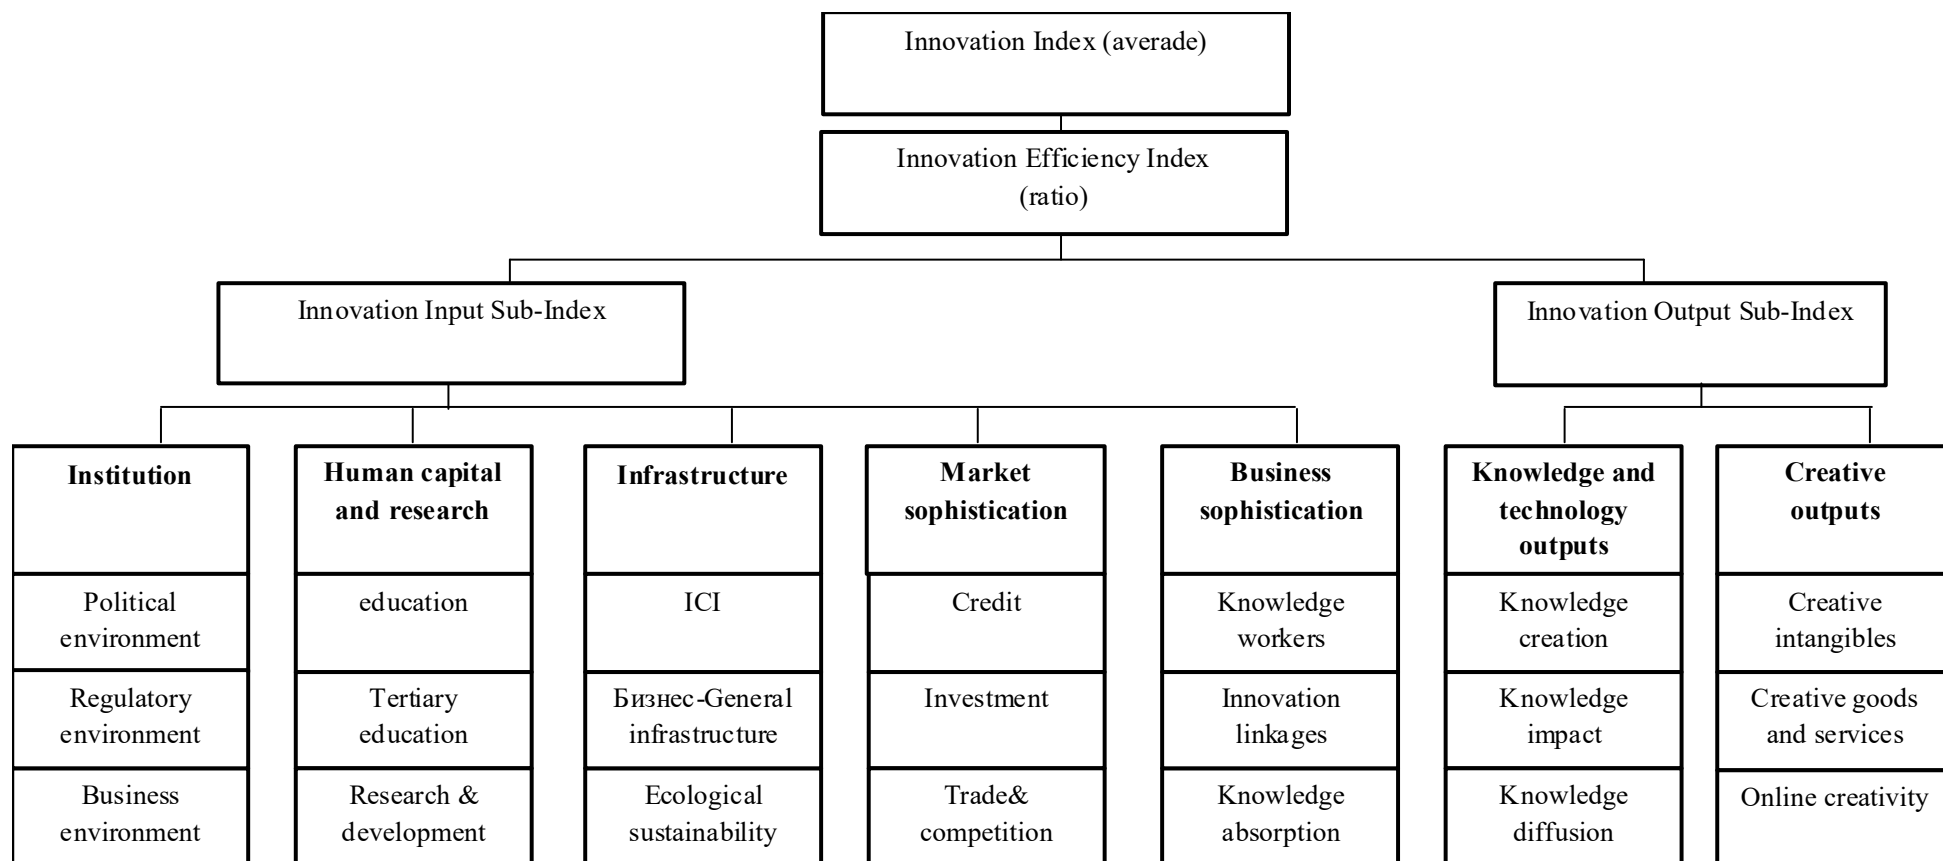 Innovation Index (averade)
Innovation Efficiency Index
(ratio)
Innovation Input Sub-Index
Innovation Output Sub-Index
Institution
Human capital
and research
Infrastructure
Market
sophistication
Business
sophistication
Knowledge and
technology
outputs
Creative
outputs
Political
environment
education
ICI
Credit
Knowledge
workers
Knowledge
creation
Creative
intangibles
Regulatory
environment
Tertiary
education
Бизнес-General
infrastructure
Investment
Innovation
linkages
Knowledge
impact
Creative goods
and services
Business
environment
Research &
development
Ecological
sustainability
Trade&
competition
Knowledge
absorption
Knowledge
diffusion
Online creativity